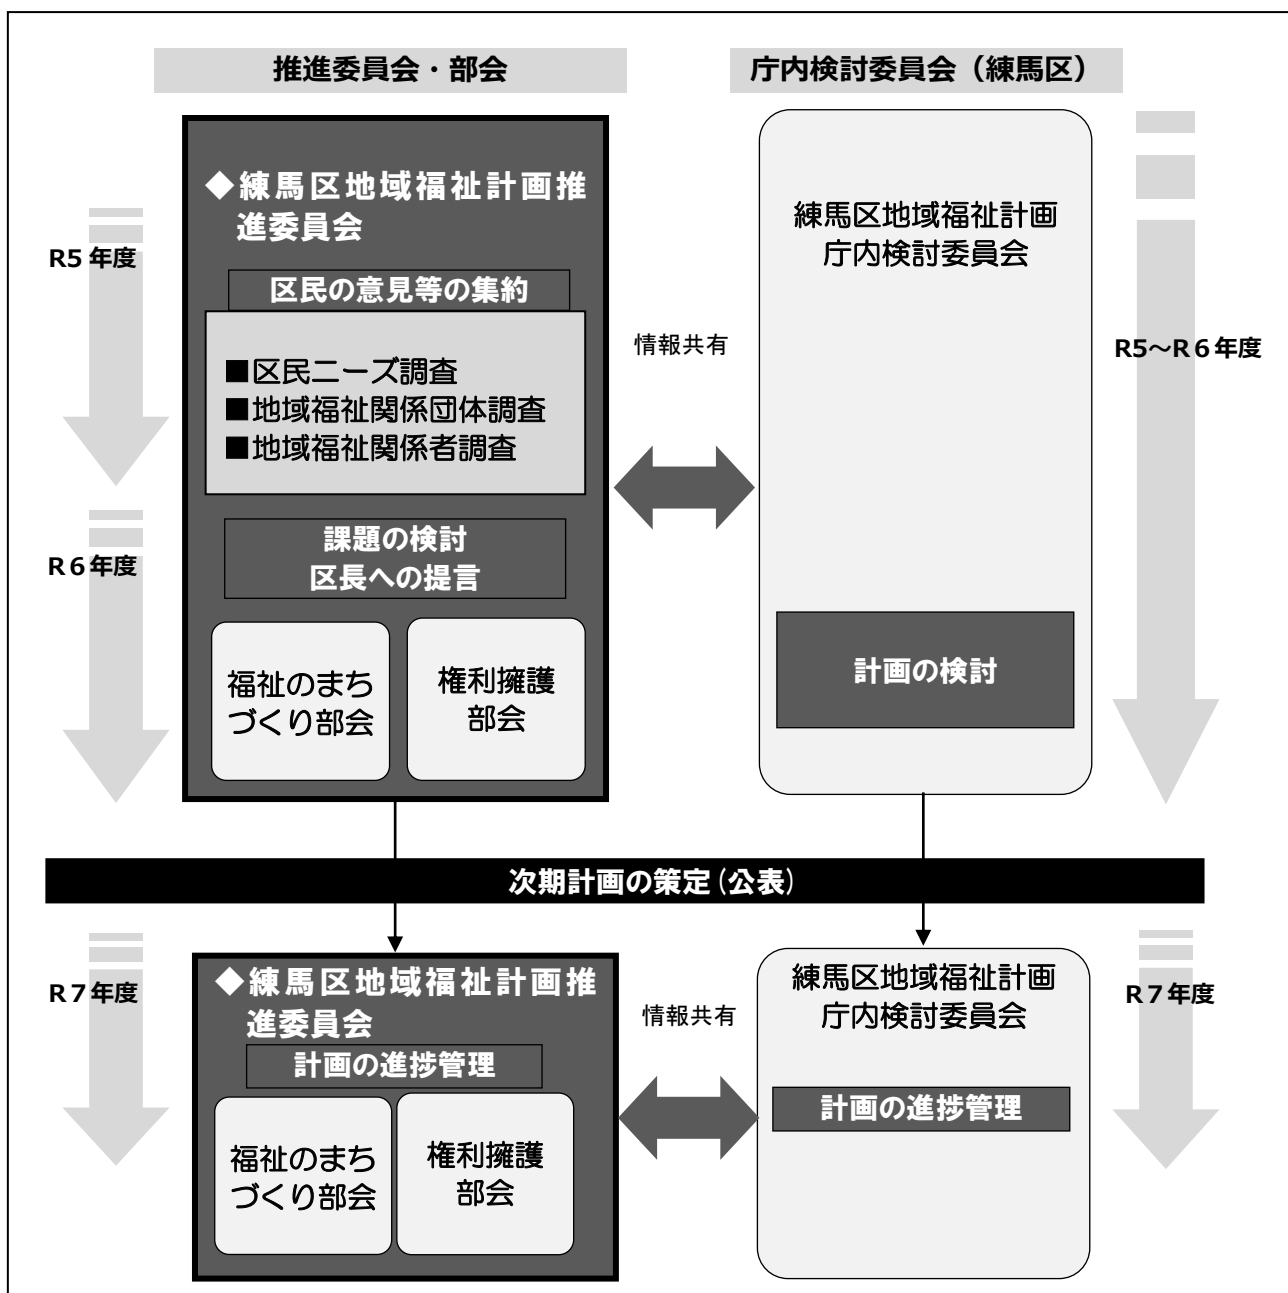 推進委員会・部会
庁内検討委員会（練馬区）
◆練馬区地域福祉計画推
進委員会
R5年度
区民の意見等の集約
■区民ニーズ調査
■地域福祉関係団体調査
■地域福祉関係者調査
R６年度
課題の検討
区長への提言
福祉のまち
づくり部会
権利擁護
部会
情報共有
練馬区地域福祉計画
庁内検討委員会
R5～R６年度
計画の検討
次期計画の策定（公表）
R７年度
◆練馬区地域福祉計画推
進委員会
計画の進捗管理
福祉のまち
づくり部会
権利擁護
部会
情報共有
練馬区地域福祉計画
庁内検討委員会
計画の進捗管理
R７年度